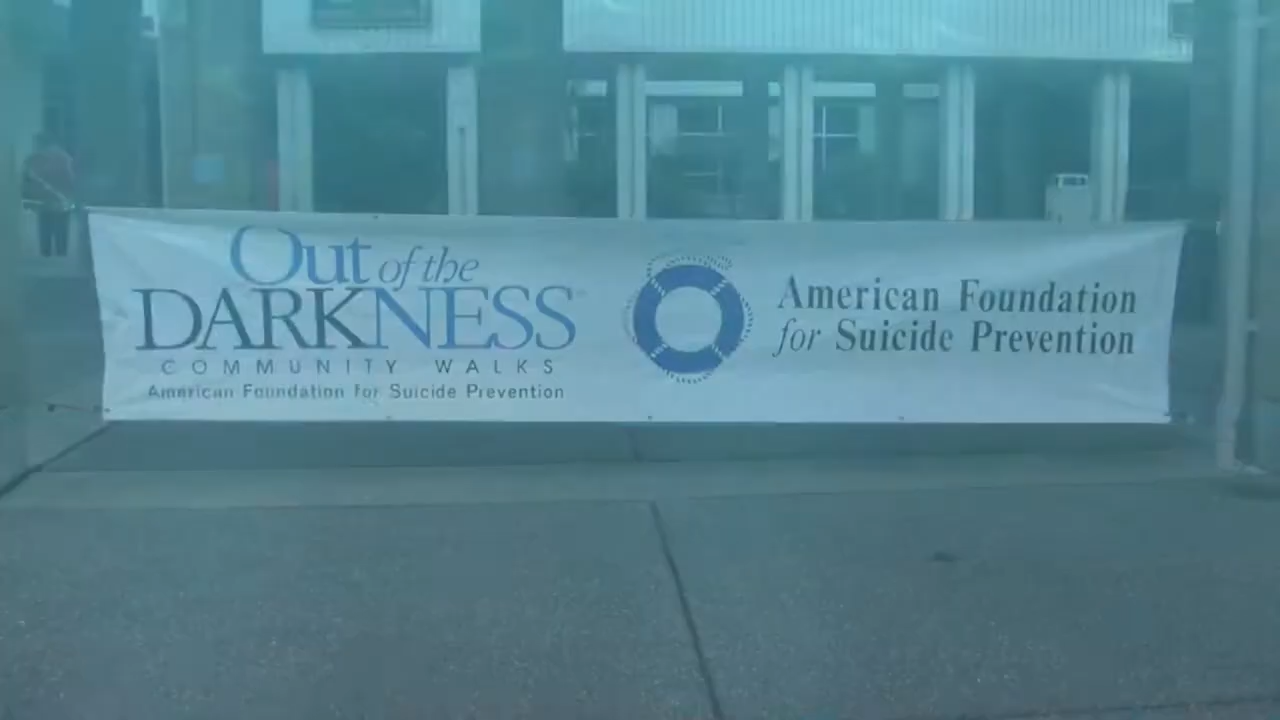 Out of the
DARKNESS
COMMUNITY WALKS
American Foundation for Suicide Prevention
American Foundation
for Suicide Prevention